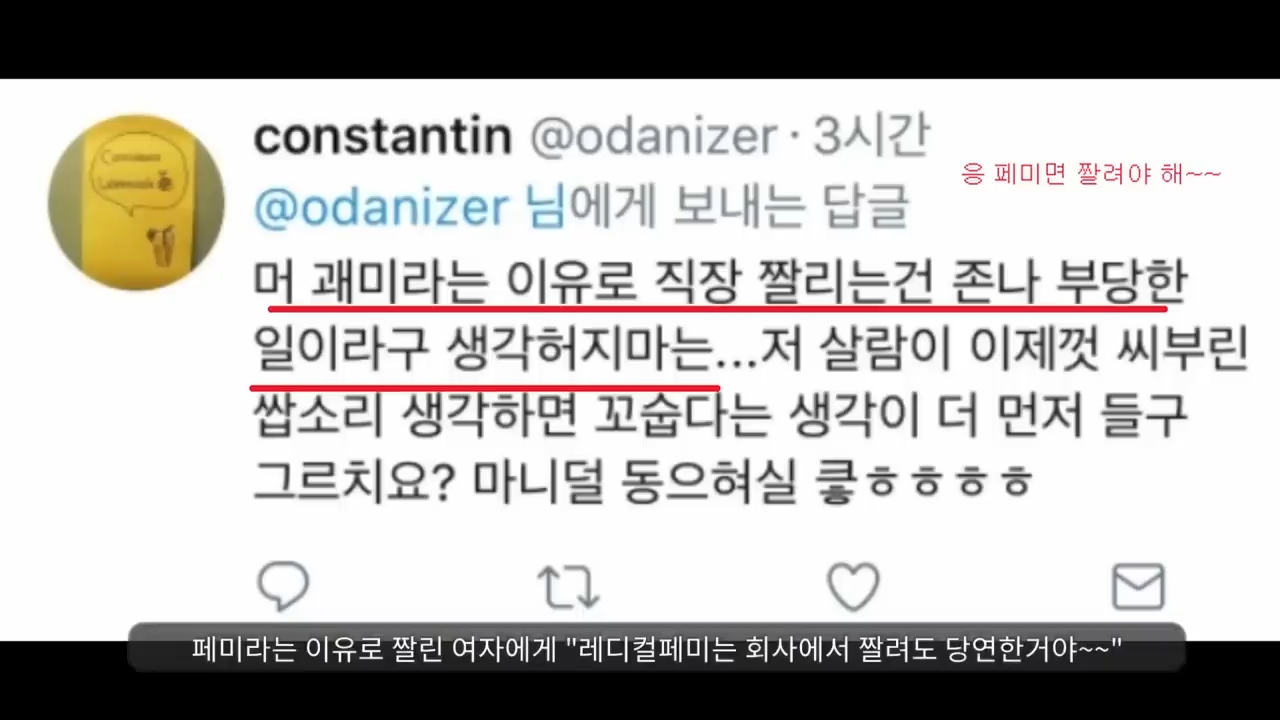 constantin @odanizer · 3시간
응 페미면 짤려야 해~~
@odanizer 님에게 보내는 답글
머 괘미라는 이유로 직장 짤리는건 존나 부당한
일이라구 생각허지마는...저 살람이 이제껏 씨부린
쌉소리 생각하면 꼬숩다는 생각이 더 먼저 들구
그르치요? 마니덜 동으혀실 큻ㅎㅎㅎㅎ
페미라는 이유로 짤린 여자에게 "레디컬페미는 회사에서 짤려도 당연한거야~~"